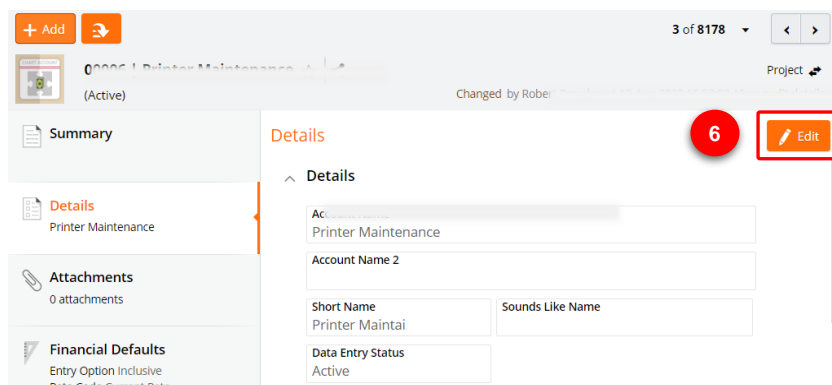 Add
3 of 8178
Project
(Active)
Changed by
Summary
Details
6
Edit
Details
Details
Printer Maintenance
Printer Maintenance
Account Name 2
Attachments
0 attachments
Short Name
Sounds Like Name
Printer Maintai
Financial Defaults
Data Entry Status
Entry Option Inclusive
Active